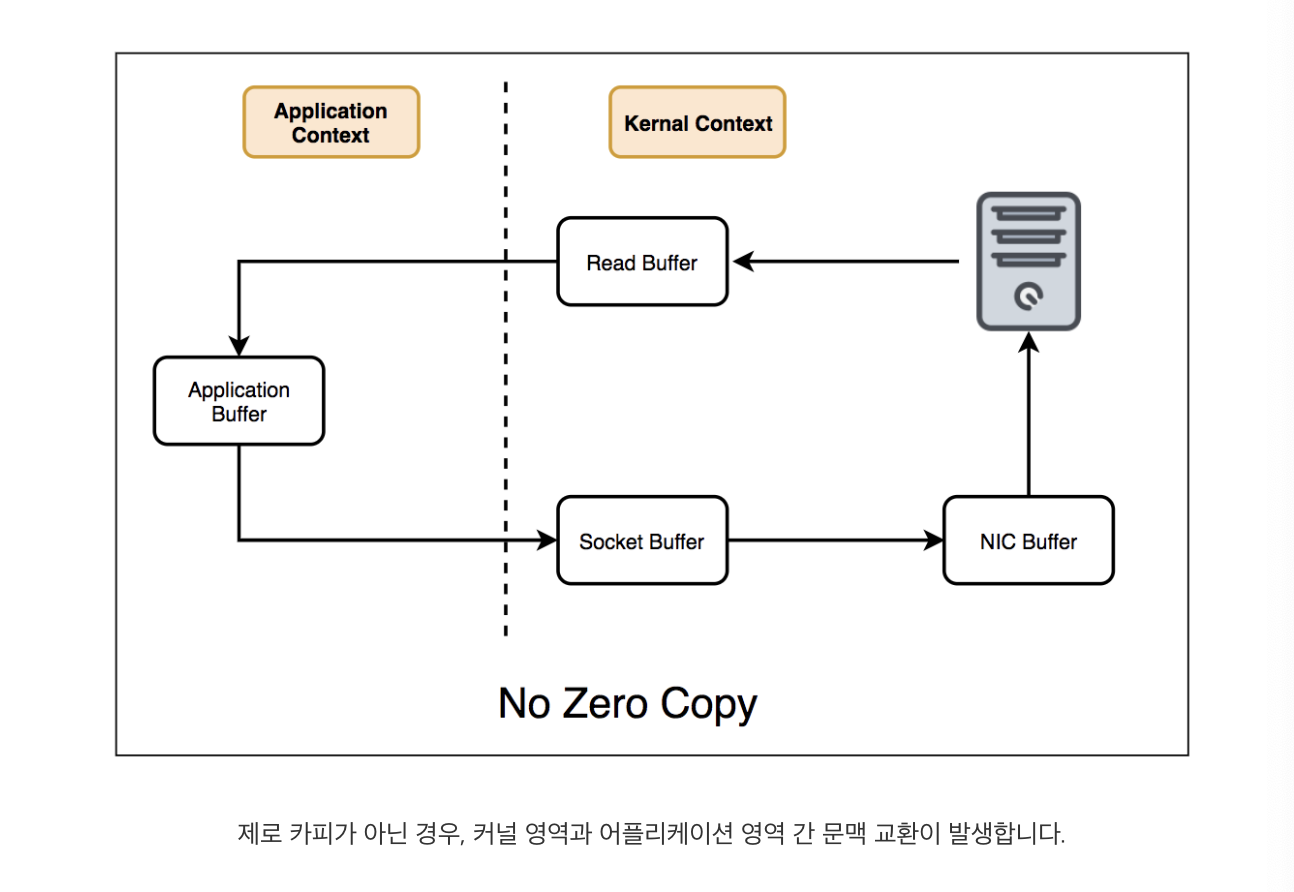 Application
Context
Kernal Context
Read Buffer
Application
Buffer
Socket Buffer
NIC Buffer
No Zero Copy
제로 카피가 아닌 경우, 커널 영역과 어플리케이션 영역 간 문맥 교환이 발생합니다.